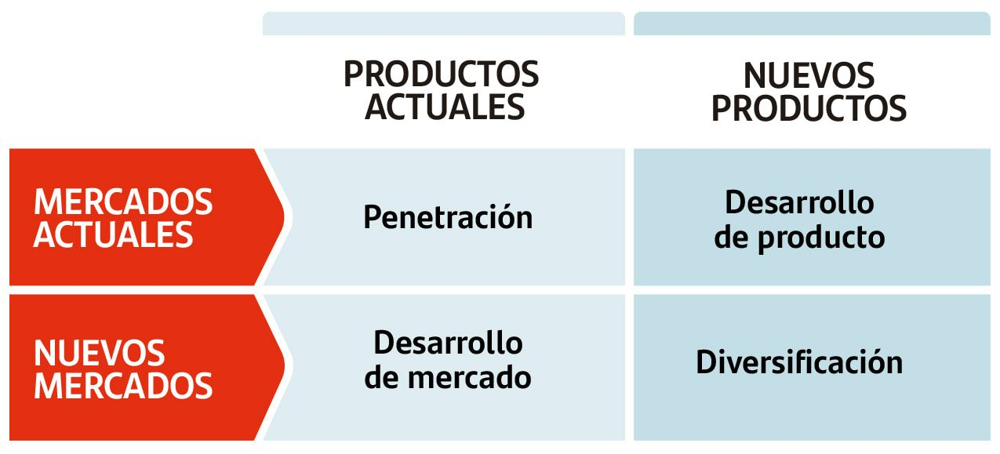 PRODUCTOS
ACTUALES
NUEVOS
PRODUCTOS
MERCADOS
ACTUALES
Penetración
Desarrollo
de producto
NUEVOS
MERCADOS
Desarrollo
de mercado
Diversificación